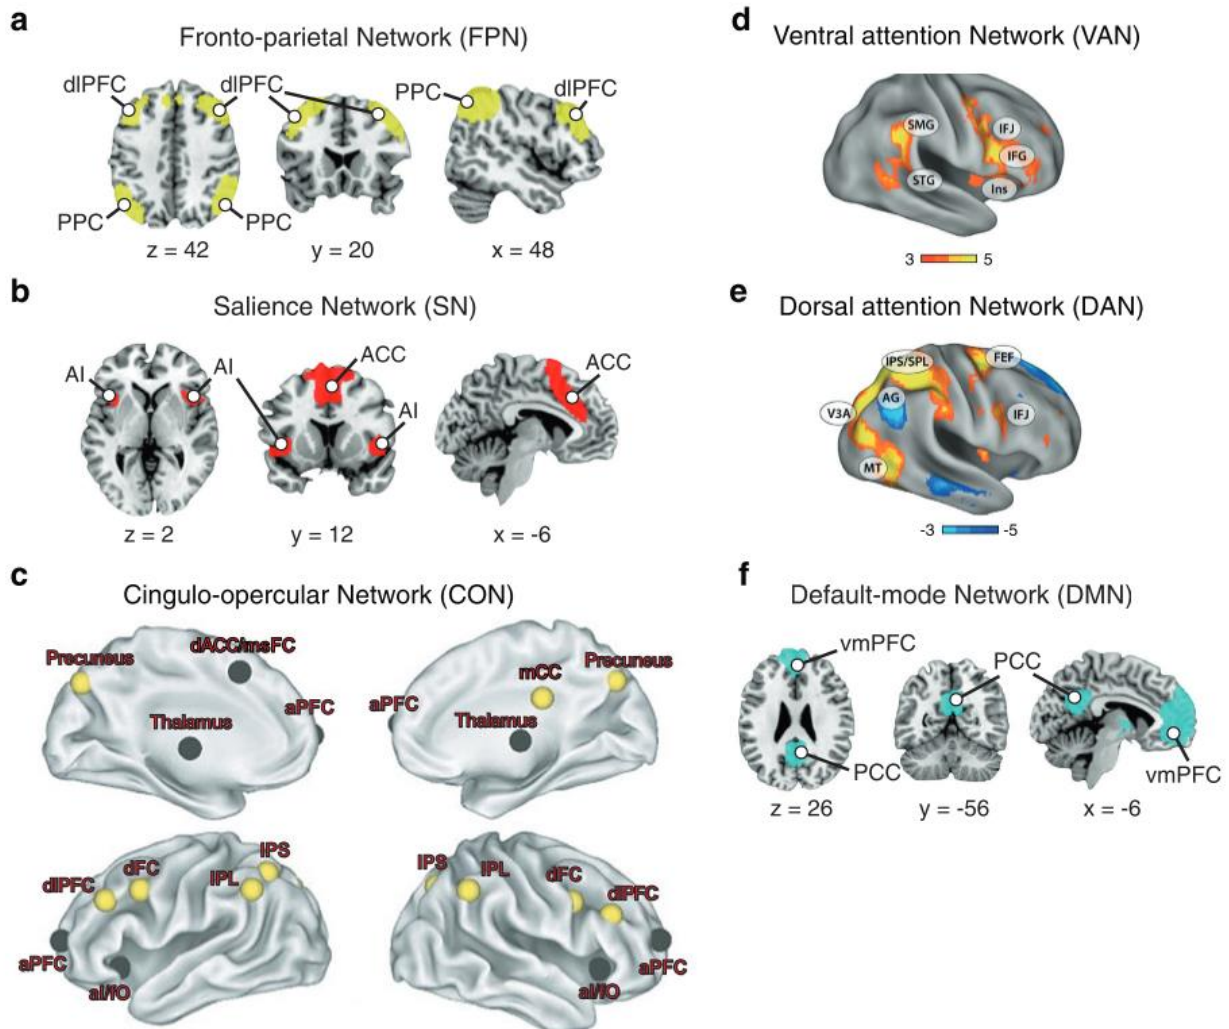 a
Fronto-parietal Network (FPN)
dlPFC
dlPFC
PPC
dlPFC
PPC
PPC
z = 42
y = 20
x = 48
b
Salience Network (SN)
AI
AI
ACC
AI
ACC
z = 2
y = 12
x = -6
c
Cingulo-opercular Network (CON)
Precuneus
dACC/msFC
aPFC
Thalamus
aPFC
mCC
Precuneus
Thalamus
dlPFC
dFC
IPL
IPS
aPFC
aI/fO
IPS
IPL
dFC
dlPFC
aPFC
aI/fO
d
Ventral attention Network (VAN)
SMG
IFJ
IFG
STG
Ins
3
5
e
Dorsal attention Network (DAN)
IPS/SPL
FEF
AG
V3A
IFJ
MT
-3
-5
f
Default-mode Network (DMN)
vmPFC
PCC
PCC
vmPFC
z = 26
y = -56
x = -6